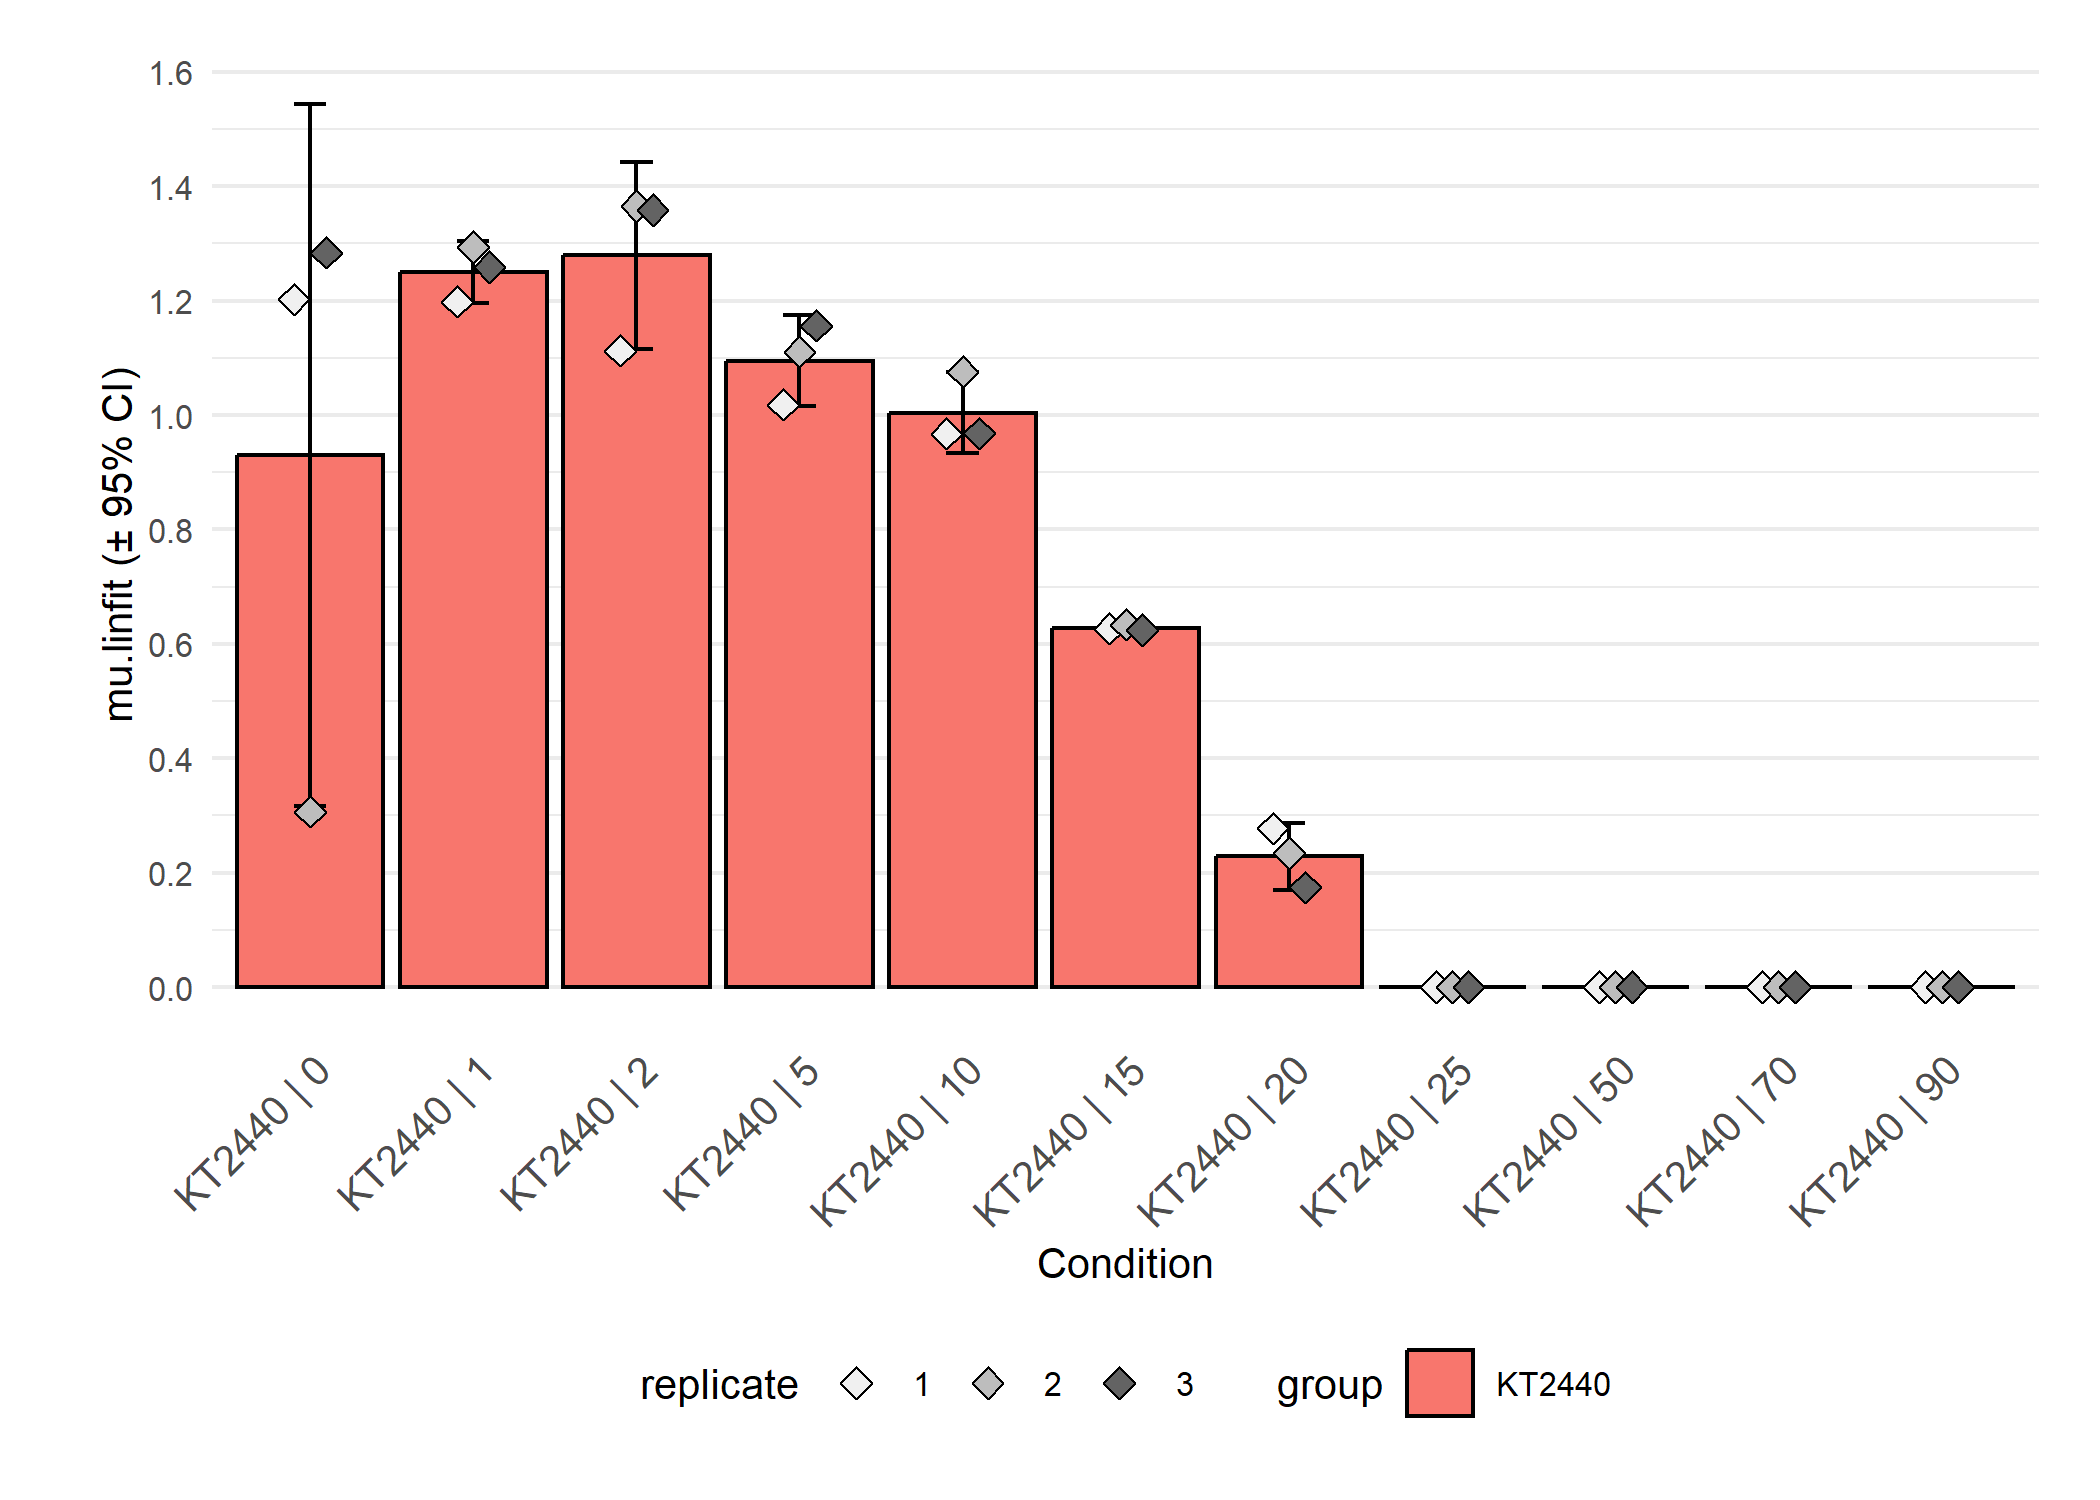 1.6
1.4
1.2
1.0
0.8
0.6
0.4
0.2
0.0
mu.linfit (± 95% CI)
KT2440 | 0
KT2440 | 1
KT2440 | 2
KT2440 | 5
KT2440 | 10
KT2440 | 15
KT2440 | 20
KT2440 | 25
KT2440 | 50
KT2440 | 70
KT2440 | 90
Condition
replicate 1 2 3 group KT2440